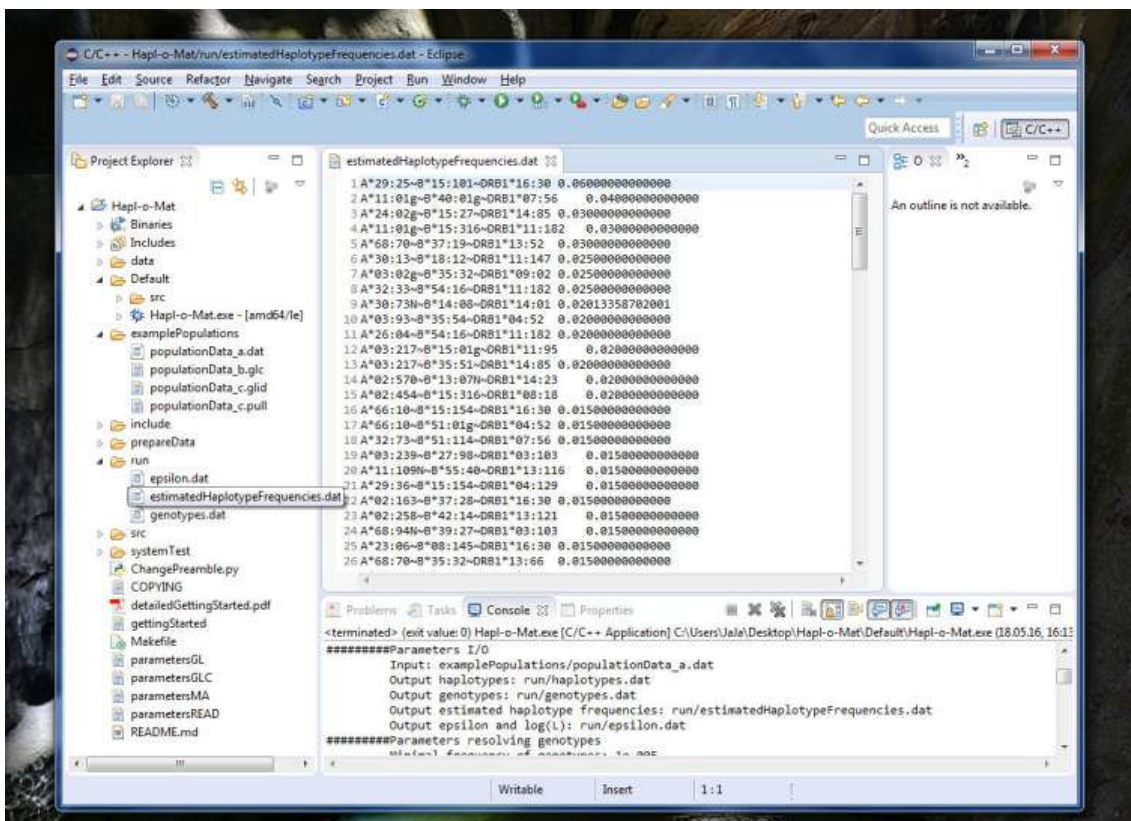 C/C++ - Hapl-o-Mat/run/estimatedHaplotypeFrequencies.dat - Eclipse
File Edit Source Refactor Navigate Search Project Run Window Help
Quick Access C/C++
Project Explorer
Hapl-o-Mat
Binaries
Includes
data
Default
src
Hapl-o-Mat.exe - [amd64/le]
examplePopulations
populationData_a.dat
populationData_b.glc
populationData_c.glid
populationData_c.pull
include
prepareData
run
epsilon.dat
estimatedHaplotypeFrequencies.dat
genotypes.dat
src
systemTest
ChangePreamble.py
COPYING
detailedGettingStarted.pdf
gettingStarted
Makefile
parametersGL
parametersGLC
parametersMA
parametersREAD
README.md
estimatedHaplotypeFrequencies.dat
1 A*29:25~B*15:101~DRB1*16:30 0.06000000000000
2 A*11:01g~B*40:01g~DRB1*07:56 0.04000000000000
3 A*24:02g~B*15:27~DRB1*14:85 0.03000000000000
4 A*11:01g~B*15:316~DRB1*11:182 0.03000000000000
5 A*68:70~B*37:19~DRB1*13:52 0.03000000000000
6 A*30:13~B*18:12~DRB1*11:147 0.02500000000000
7 A*03:02g~B*35:32~DRB1*09:02 0.02500000000000
8 A*32:33~B*54:16~DRB1*11:182 0.02500000000000
9 A*30:73N~B*14:08~DRB1*14:01 0.02013358702001
10 A*03:93~B*35:54~DRB1*04:52 0.02000000000000
11 A*26:04~B*54:16~DRB1*11:182 0.02000000000000
12 A*03:217~B*15:01g~DRB1*11:95 0.02000000000000
13 A*03:217~B*35:51~DRB1*14:85 0.02000000000000
14 A*02:570~B*13:07N~DRB1*14:23 0.02000000000000
15 A*02:454~B*15:316~DRB1*08:18 0.02000000000000
16 A*66:10~B*15:154~DRB1*16:30 0.01500000000000
17 A*66:10~B*51:01g~DRB1*04:52 0.01500000000000
18 A*32:73~B*51:114~DRB1*07:56 0.01500000000000
19 A*03:239~B*27:98~DRB1*03:103 0.01500000000000
20 A*11:109N~B*55:40~DRB1*13:116 0.01500000000000
21 A*29:36~B*15:154~DRB1*04:129 0.01500000000000
22 A*02:163~B*37:28~DRB1*16:30 0.01500000000000
23 A*02:258~B*42:14~DRB1*13:121 0.01500000000000
24 A*68:94N~B*39:27~DRB1*03:103 0.01500000000000
25 A*23:06~B*08:145~DRB1*16:30 0.01500000000000
26 A*68:70~B*35:32~DRB1*13:66 0.01500000000000
O 2
An outline is not available.
Problems Tasks Console Properties
<terminated> (exit value: 0) Hapl-o-Mat.exe [C/C++ Application] C:\Users\JaJa\Desktop\Hapl-o-Mat\Default\Hapl-o-Mat.exe (18.05.16, 16:13
#########Parameters I/O
Input: examplePopulations/populationData_a.dat
Output haplotypes: run/haplotypes.dat
Output genotypes: run/genotypes.dat
Output estimated haplotype frequencies: run/estimatedHaplotypeFrequencies.dat
Output epsilon and log(L): run/epsilon.dat
#########Parameters resolving genotypes
Minimal frequency of genotypes: 1e-005
Writable Insert 1:1